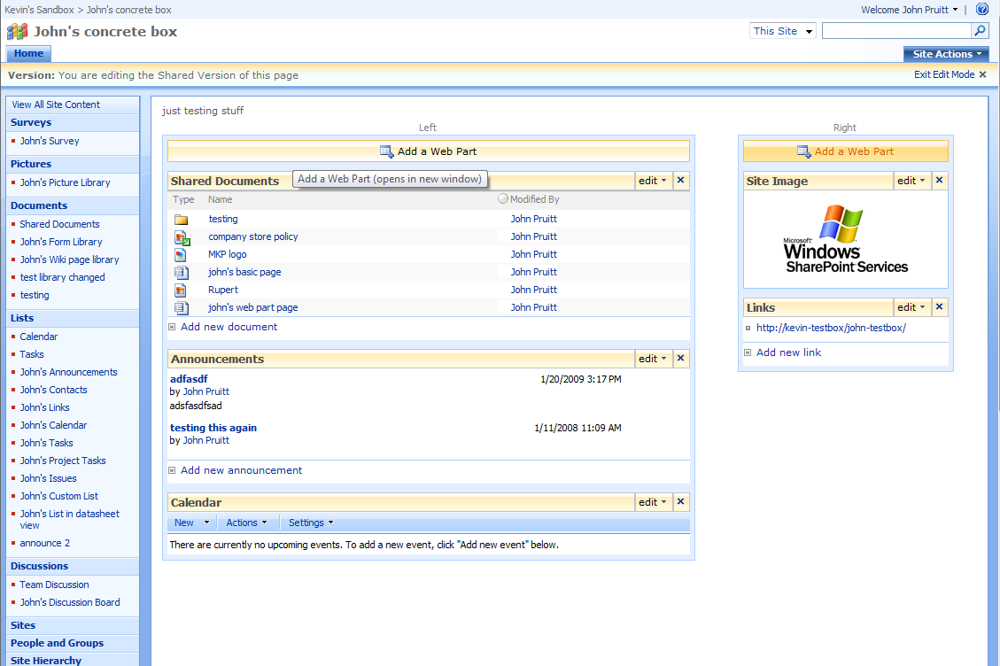 Kevin's Sandbox > John's concrete box
Welcome John Pruitt
John's concrete box
This Site
Home
Site Actions
Version: You are editing the Shared Version of this page
Exit Edit Mode
View All Site Content
Surveys
John's Survey
Pictures
John's Picture Library
Documents
Shared Documents
John's Form Library
John's Wiki page library
test library changed
testing
Lists
Calendar
Tasks
John's Announcements
John's Contacts
John's Links
John's Calendar
John's Tasks
John's Project Tasks
John's Issues
John's Custom List
John's List in datasheet
view
announce 2
Discussions
Team Discussion
John's Discussion Board
Sites
People and Groups
Site Hierarchy
just testing stuff
Left
Add a Web Part
Add a Web Part (opens in new window)
Shared Documents edit
Type Name Modified By
testing John Pruitt
company store policy John Pruitt
MKP logo John Pruitt
john's basic page John Pruitt
Rupert John Pruitt
john's web part page John Pruitt
Add new document
Announcements edit
adfasdf 1/20/2009 3:17 PM
by John Pruitt
adsfasdfsad
testing this again 1/11/2008 11:09 AM
by John Pruitt
Add new announcement
Calendar edit
New Actions Settings
There are currently no upcoming events. To add a new event, click "Add new event" below.
Right
Add a Web Part
Site Image edit
Microsoft
Windows
SharePoint Services
Links edit
http://kevin-testbox/john-testbox/
Add new link